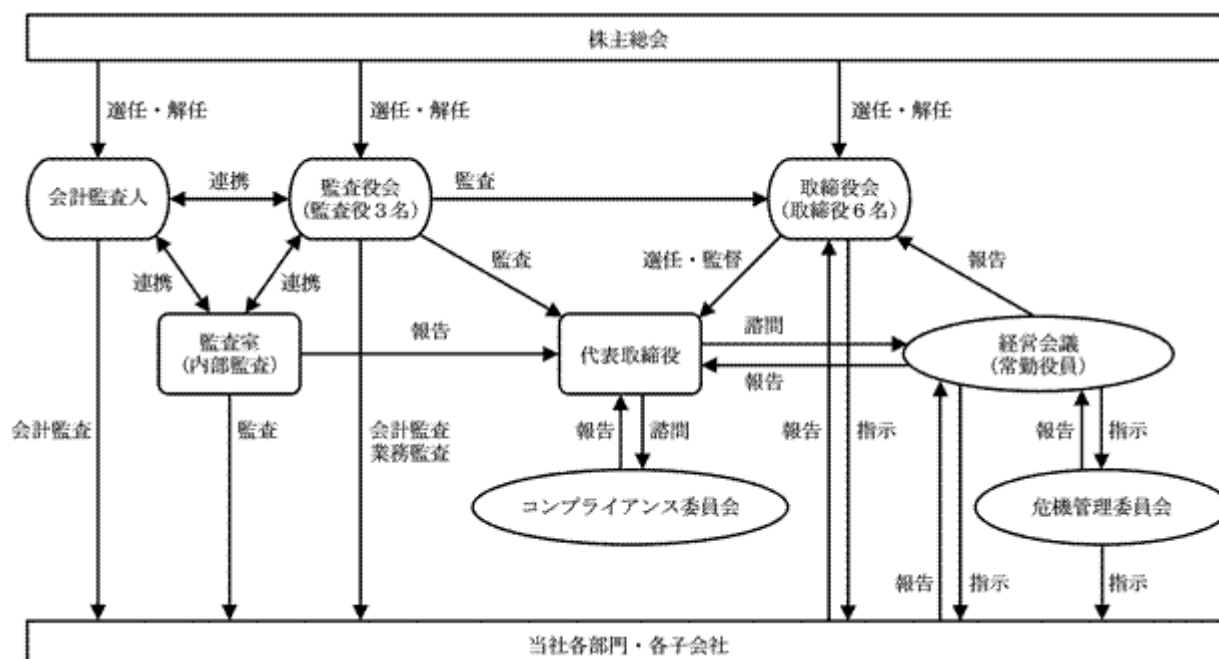 株主総会
選任・解任
選任・解任
選任・解任
会計監査人
連携
監査役会
(監査役3名)
監査
取締役会
(取締役6名)
連携
連携
監査
選任・監督
報告
監査室
(内部監査)
報告
代表取締役
諮問
報告
経営会議
(常勤役員)
会計監査
監査
会計監査
業務監査
報告
諮問
報告
指示
報告
指示
コンプライアンス委員会
危機管理委員会
報告
指示
指示
当社各部門・各子会社